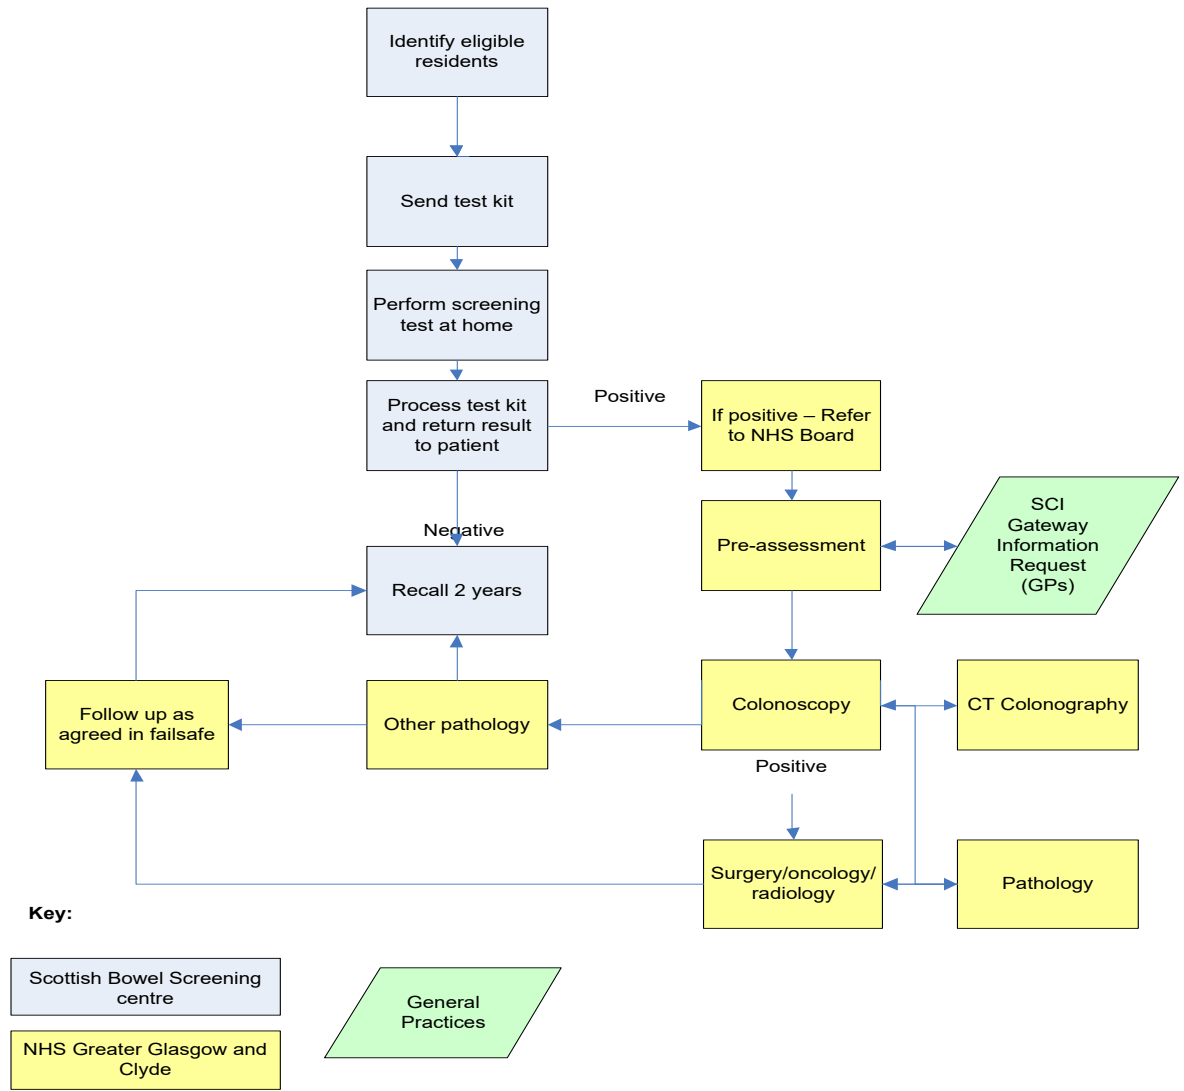 Identify eligible
residents
Send test kit
Perform screening
test at home
Process test kit
and return result
to patient
Positive
If positive – Refer
to NHS Board
Negative
Pre-assessment
SCI
Gateway
Information
Request
(GPs)
Recall 2 years
Follow up as
agreed in failsafe
Other pathology
Colonoscopy
CT Colonography
Positive
Surgery/oncology/
radiology
Pathology
Key:
Scottish Bowel Screening
centre
General
Practices
NHS Greater Glasgow and
Clyde